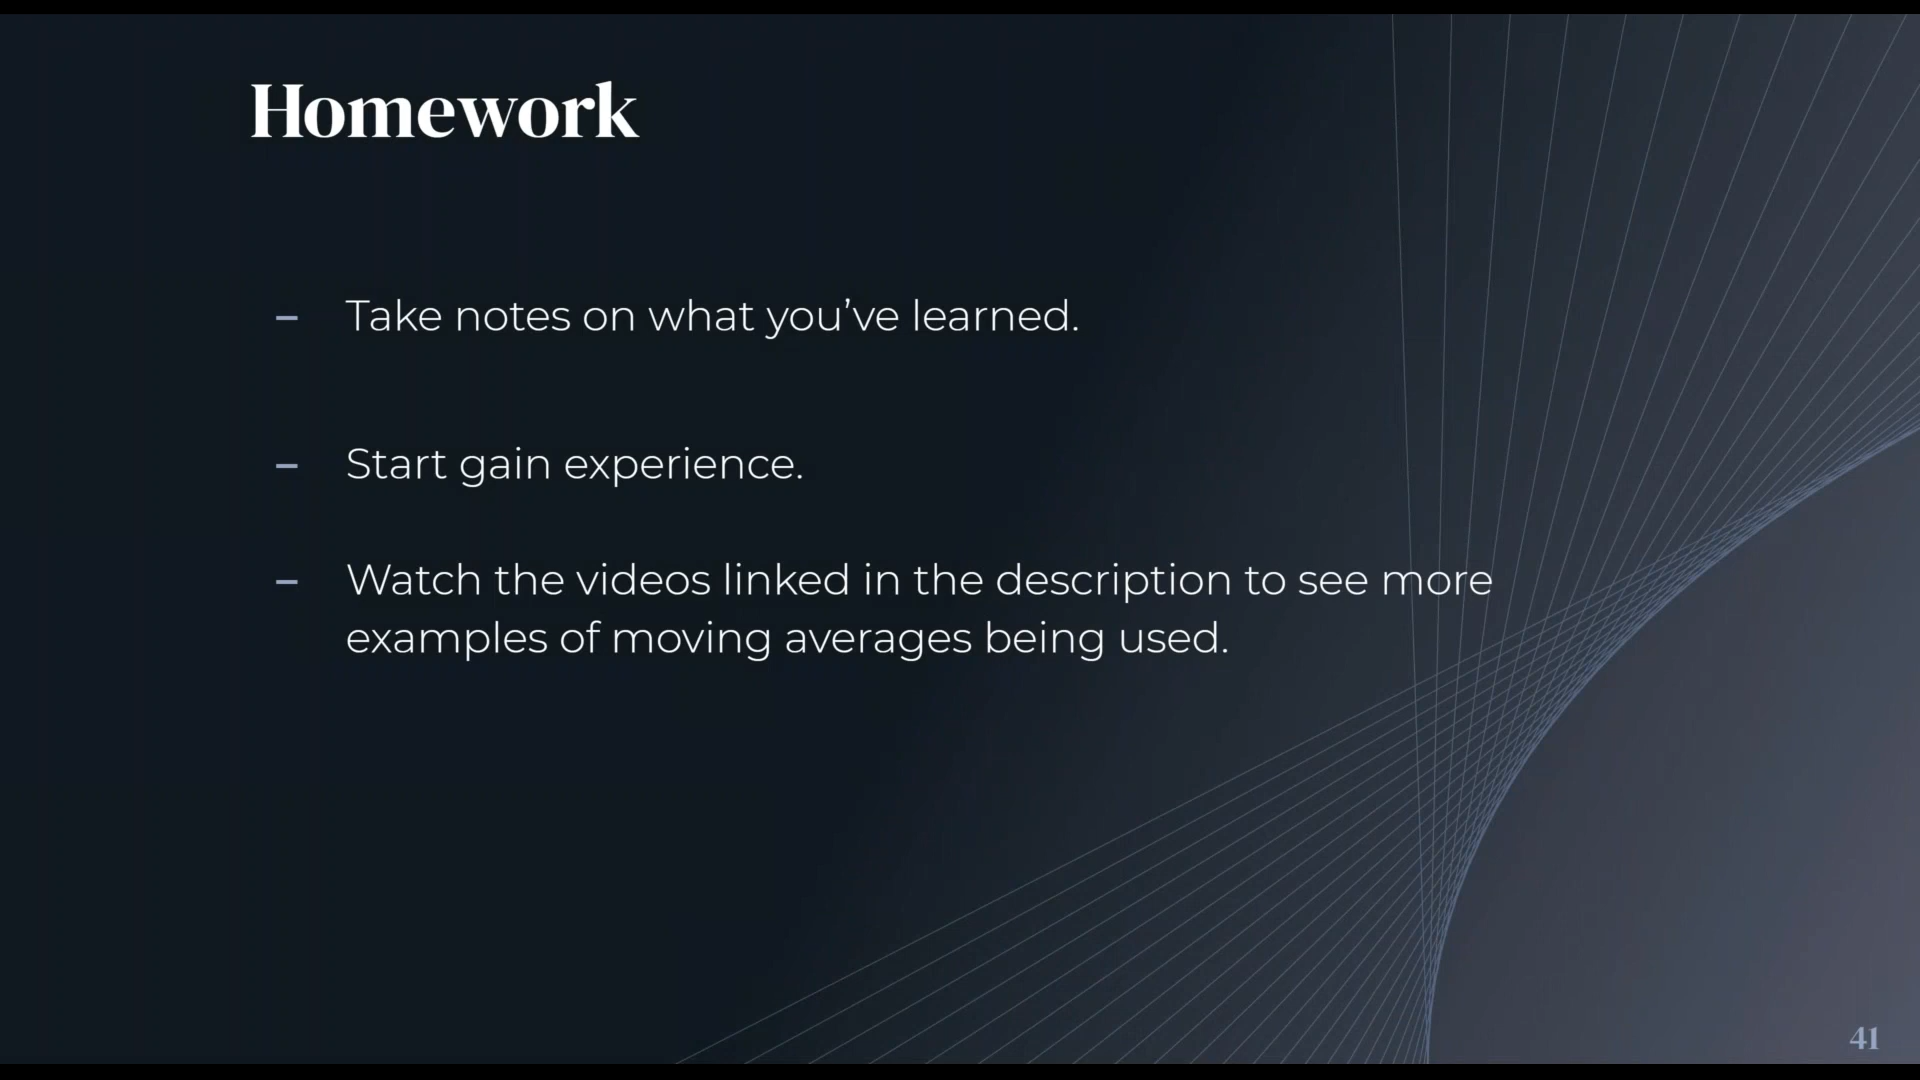 Homework
– Take notes on what you’ve learned.
– Start gain experience.
– Watch the videos linked in the description to see more
examples of moving averages being used.
41